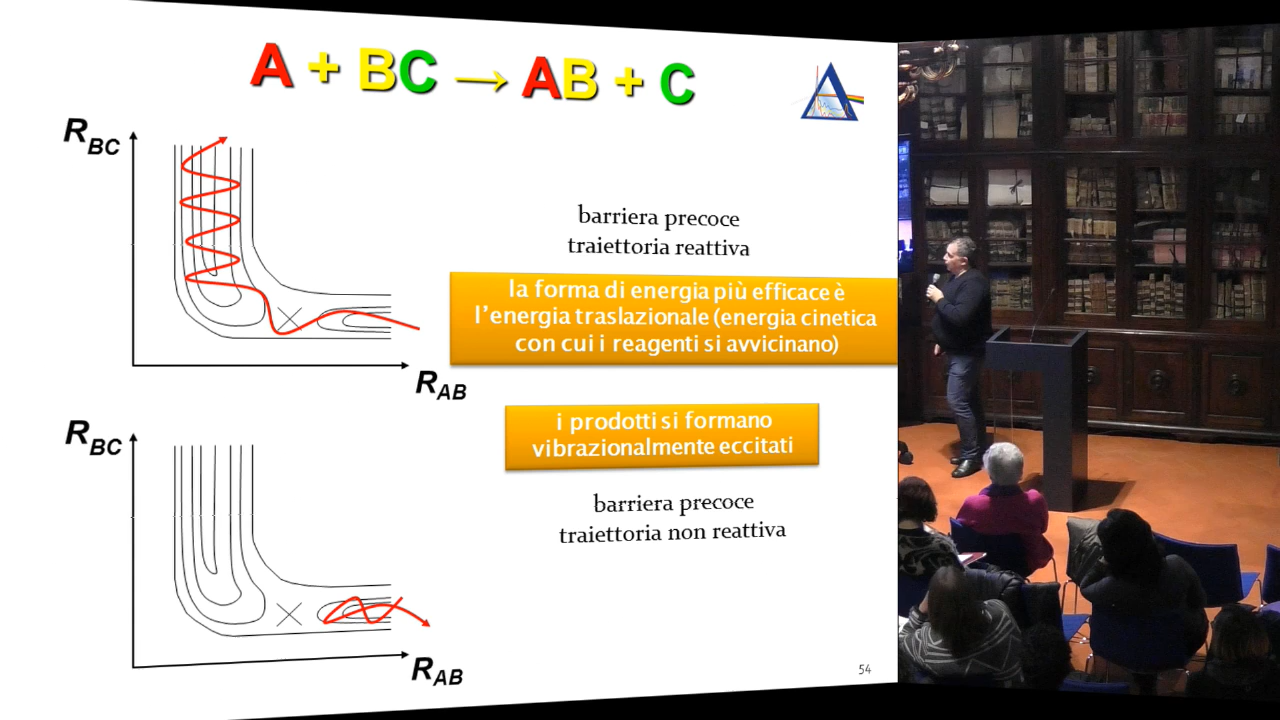 A + BC → AB + C
R_BC
barriera precoce
traiettoria reattiva
la forma di energia più efficace è
l'energia traslazionale (energia cinetica
con cui i reagenti si avvicinano)
R_AB
i prodotti si formano
vibrazionalmente eccitati
R_BC
barriera precoce
traiettoria non reattiva
R_AB
54